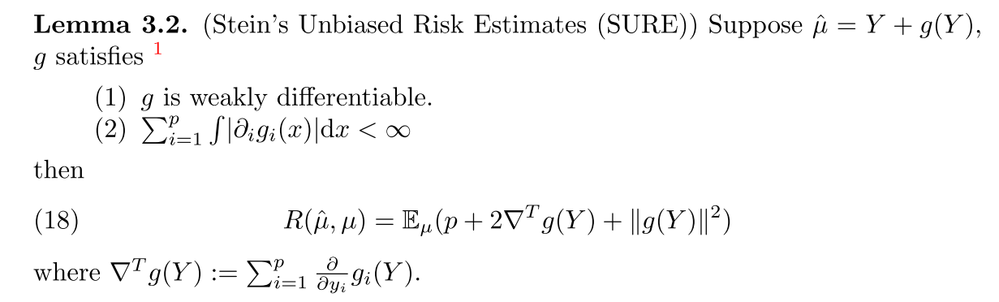 Lemma 3.2. (Stein's Unbiased Risk Estimates (SURE)) Suppose $\hat{\mu} = Y + g(Y)$,
$g$ satisfies $^1$
(1) $g$ is weakly differentiable.
(2) $\sum_{i=1}^{p} \int |\partial_i g_i(x)| \mathrm{d}x < \infty$
then
(18) $R(\hat{\mu}, \mu) = \mathbb{E}_{\mu}(p + 2\nabla^T g(Y) + \|g(Y)\|^2)$
where $\nabla^T g(Y) := \sum_{i=1}^{p} \frac{\partial}{\partial y_i} g_i(Y)$.